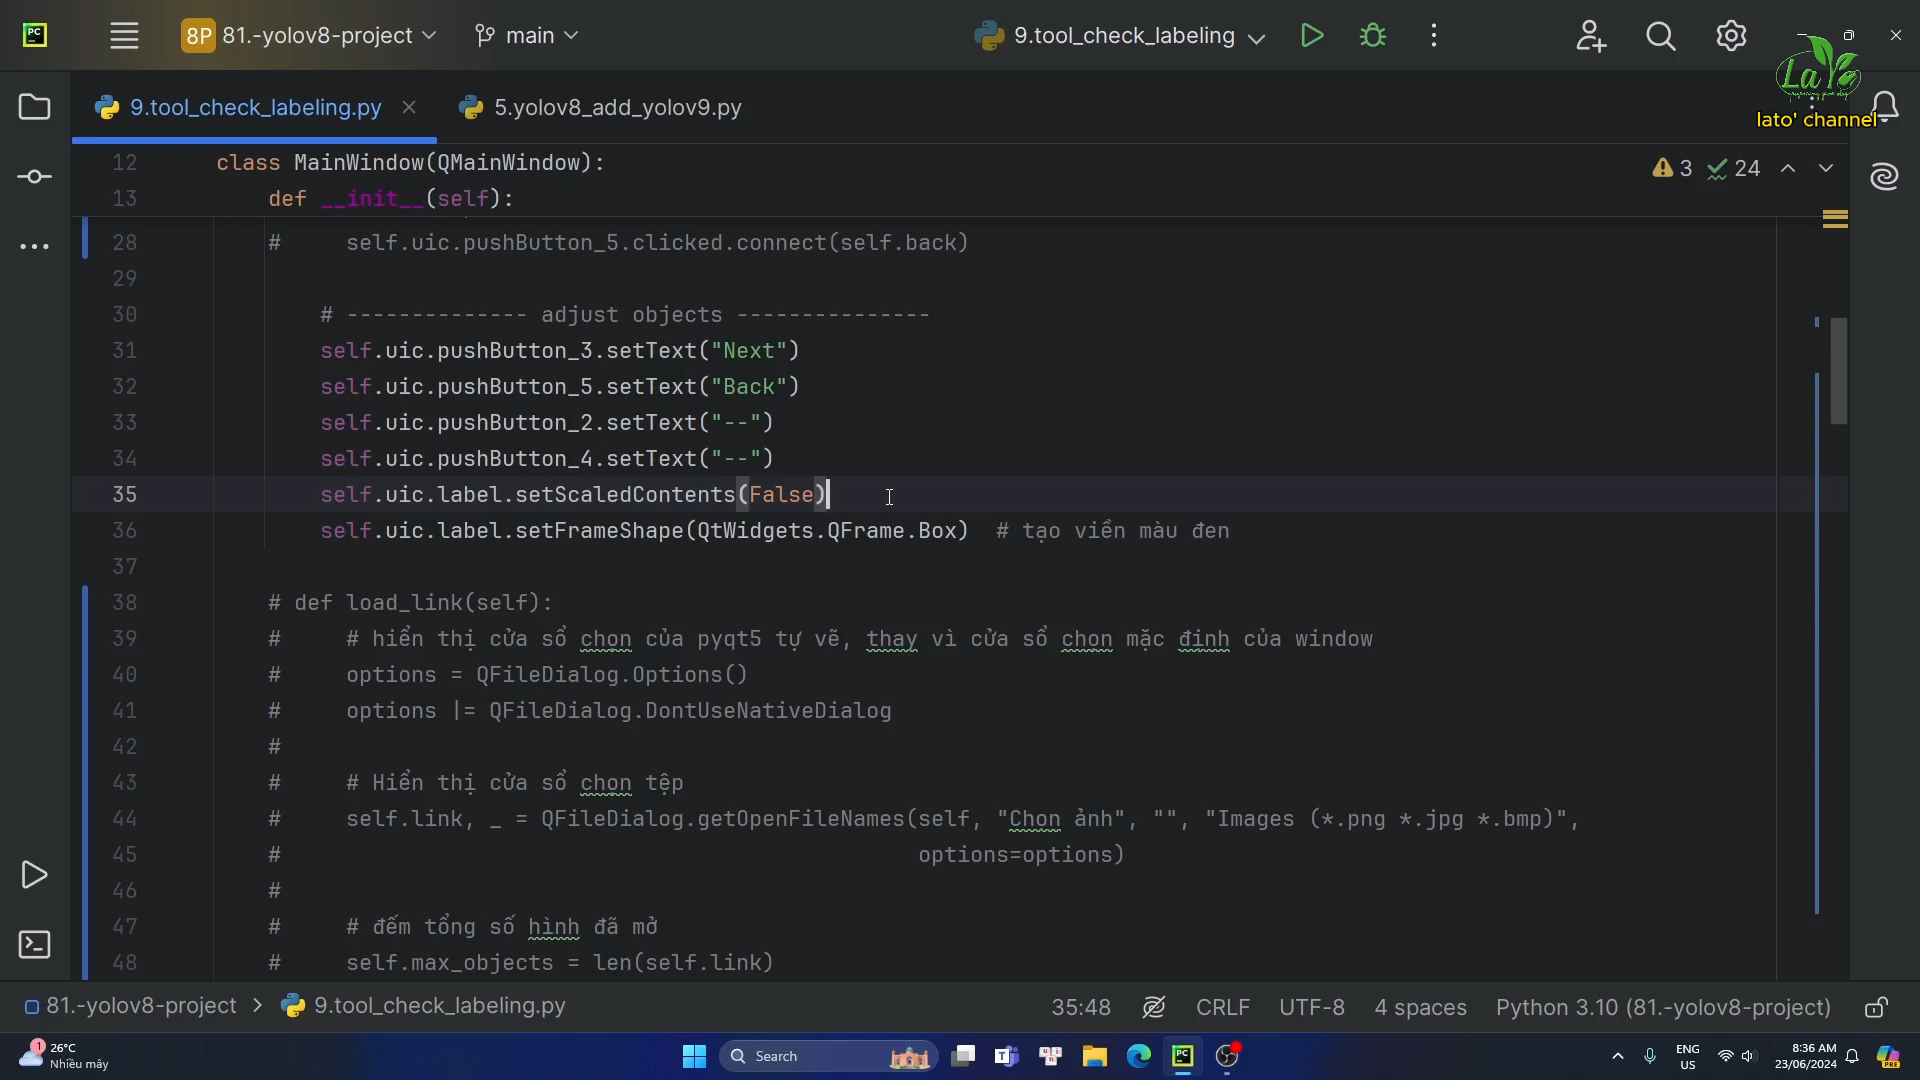 PC
8P 81.-yolov8-project
main
9.tool_check_labeling
Lato
lato' channel
9.tool_check_labeling.py
5.yolov8_add_yolov9.py
3 24
12 class MainWindow(QMainWindow):
13 def __init__(self):
28 # self.uic.pushButton_5.clicked.connect(self.back)
29
30 # -------------- adjust objects ---------------
31 self.uic.pushButton_3.setText("Next")
32 self.uic.pushButton_5.setText("Back")
33 self.uic.pushButton_2.setText("--")
34 self.uic.pushButton_4.setText("--")
35 self.uic.label.setScaledContents(False)
36 self.uic.label.setFrameShape(QtWidgets.QFrame.Box)  # tạo viền màu đen
37
38 # def load_link(self):
39 # # hiển thị cửa sổ chọn của pyqt5 tự vẽ, thay vì cửa sổ chọn mặc định của window
40 # options = QFileDialog.Options()
41 # options |= QFileDialog.DontUseNativeDialog
42 #
43 # # Hiển thị cửa sổ chọn tệp
44 # self.link, _ = QFileDialog.getOpenFileNames(self, "Chọn ảnh", "", "Images (*.png *.jpg *.bmp)",
45 # options=options)
46 #
47 # # đếm tổng số hình đã mở
48 # self.max_objects = len(self.link)
81.-yolov8-project > 9.tool_check_labeling.py
35:48 CRLF UTF-8 4 spaces Python 3.10 (81.-yolov8-project)
1 26°C
Nhiều mây
Search
ENG
US
8:36 AM
23/06/2024
PRE